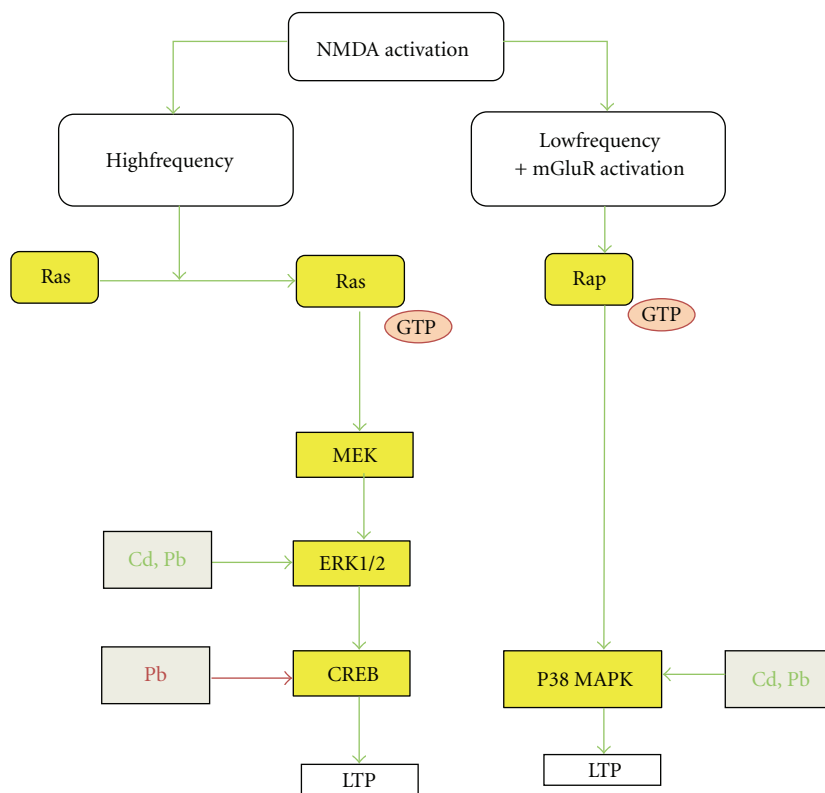 NMDA activation
Highfrequency
Lowfrequency
+ mGluR activation
Ras
Ras
GTP
Rap
GTP
MEK
Cd, Pb
ERK1/2
Pb
CREB
P38 MAPK
Cd, Pb
LTP
LTP